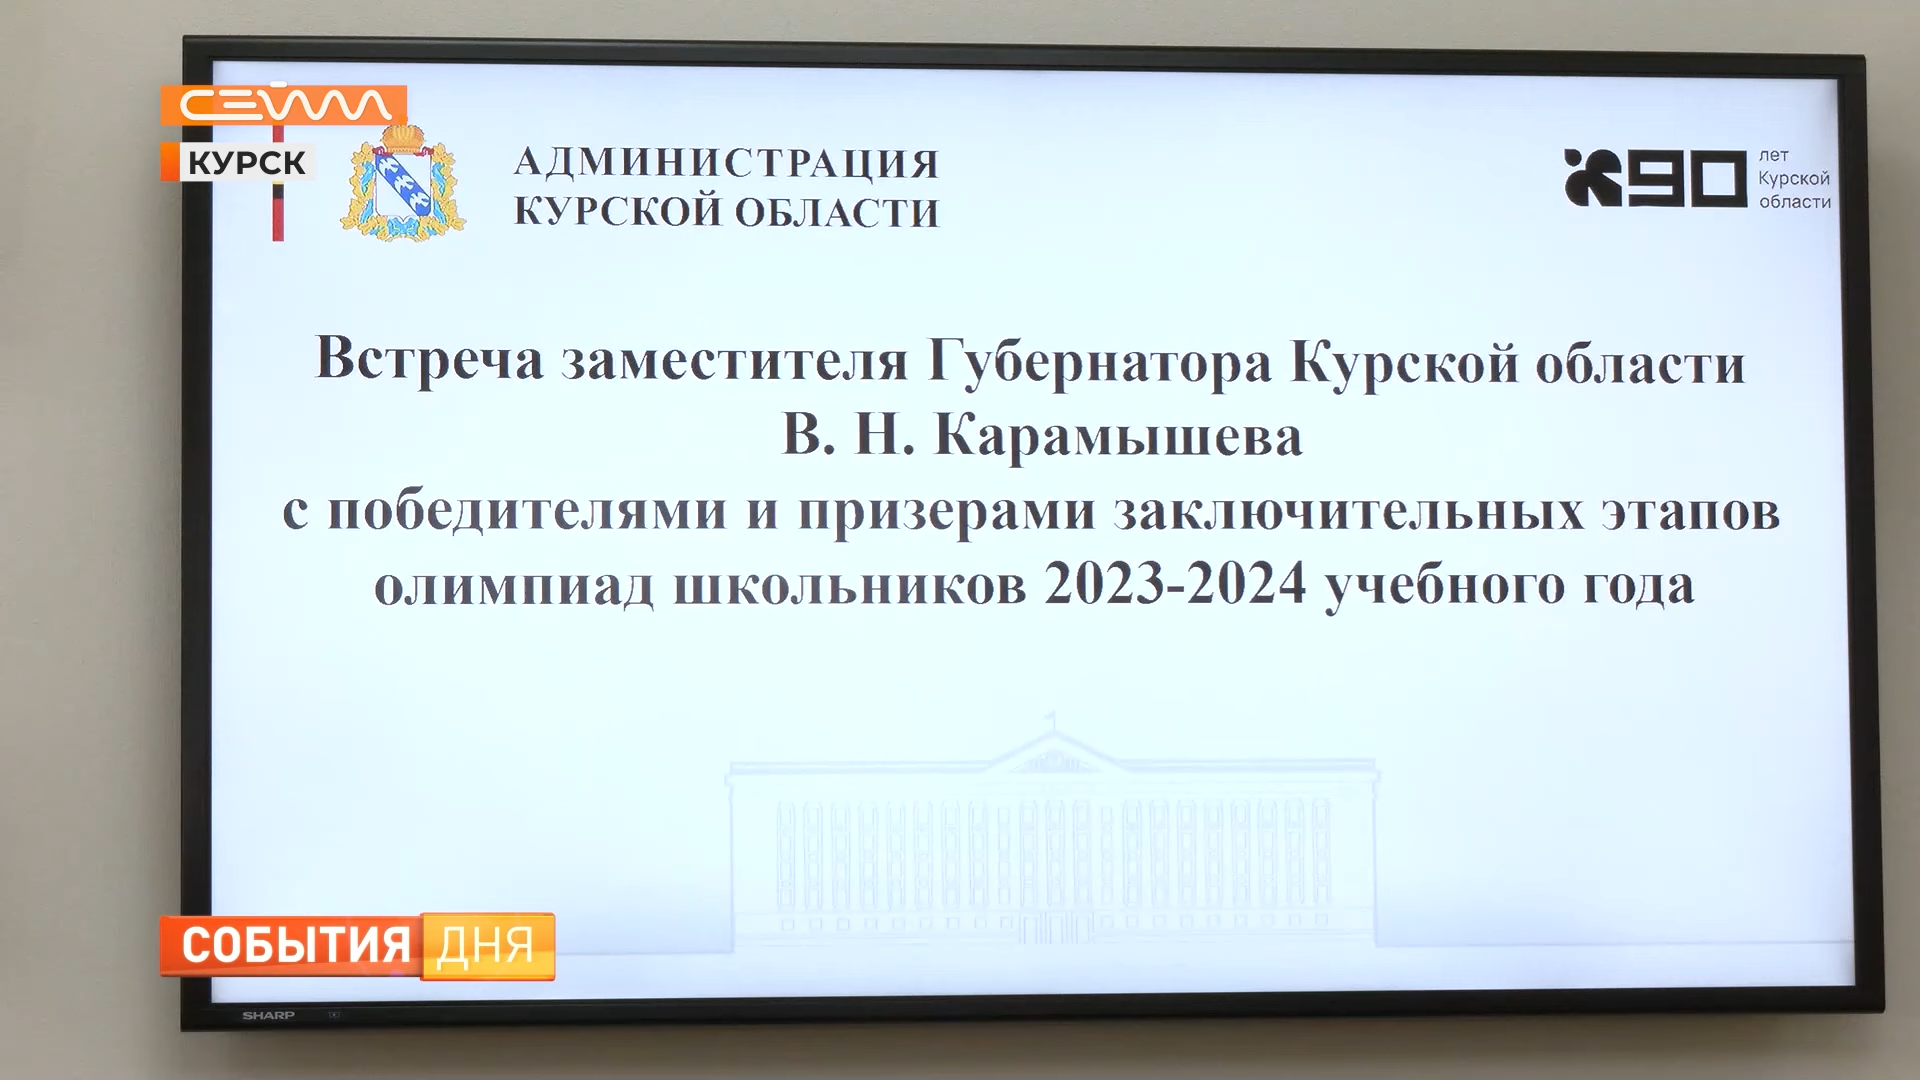 СЕЙМ
КУРСК
АДМИНИСТРАЦИЯ
КУРСКОЙ ОБЛАСТИ
90
лет
Курской
области
Встреча заместителя Губернатора Курской области
В. Н. Карамышева
с победителями и призерами заключительных этапов
олимпиад школьников 2023-2024 учебного года
СОБЫТИЯ ДНЯ
SHARP